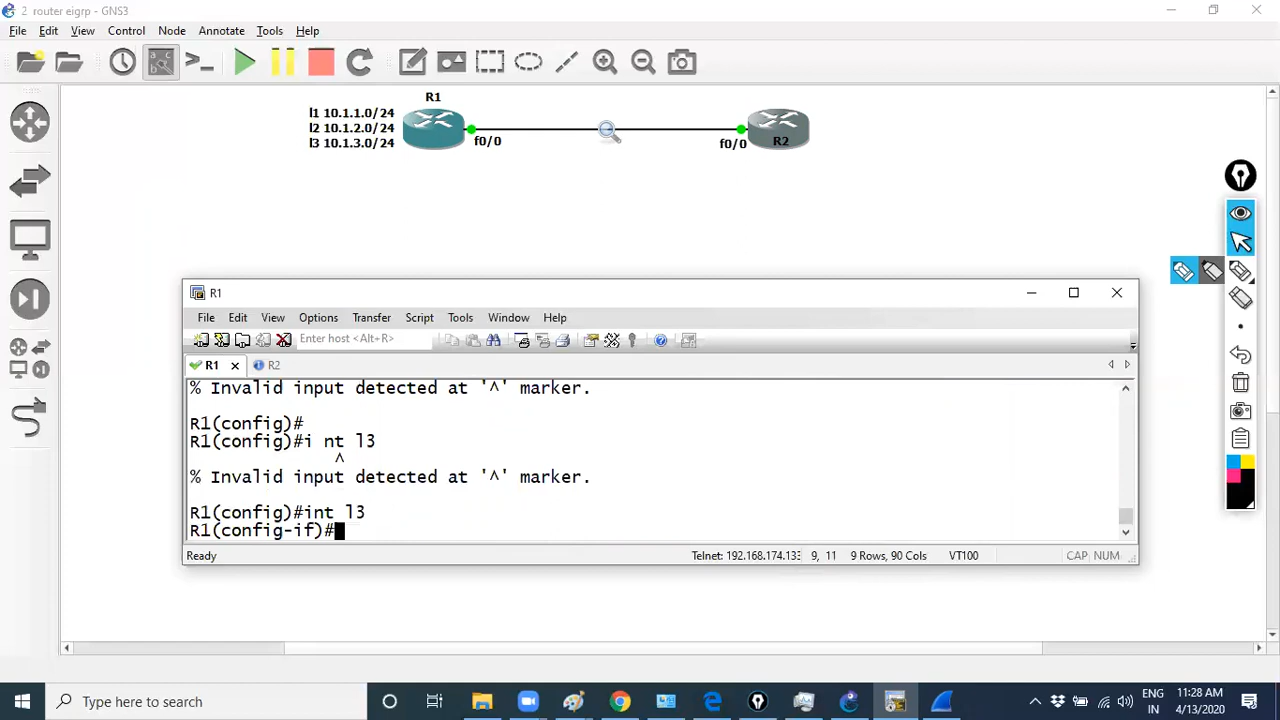 2 router eigrp - GNS3
File Edit View Control Node Annotate Tools Help
R1
l1 10.1.1.0/24
l2 10.1.2.0/24
l3 10.1.3.0/24
f0/0
f0/0
R2
R1
File Edit View Options Transfer Script Tools Window Help
Enter host <Alt+R>
R1 R2
% Invalid input detected at '^' marker.
R1(config)#
R1(config)#i nt l3
^
% Invalid input detected at '^' marker.
R1(config)#int l3
R1(config-if)#
Ready Telnet: 192.168.174.133 9, 11 9 Rows, 90 Cols VT100 CAP NUM
Type here to search
ENG
IN
11:28 AM
4/13/2020